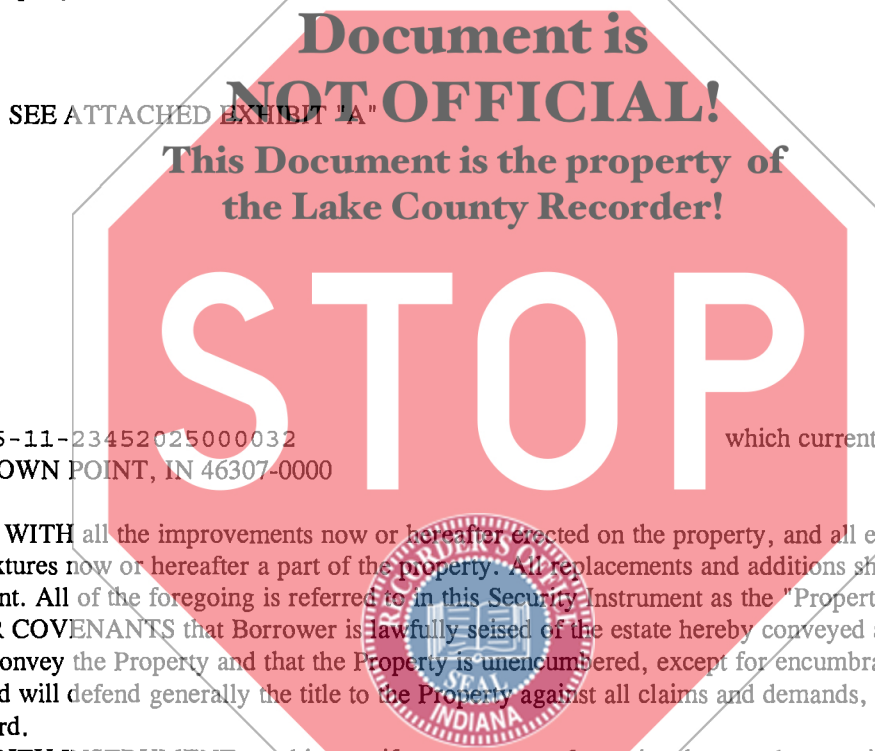 Document is
NOT OFFICIAL!
SEE ATTACHED EXHIBIT "A"
This Document is the property of
the Lake County Recorder!
STOP
-11-23452025000032 which current
OWN POINT, IN 46307-0000
WITH all the improvements now or hereafter erected on the property, and all e
xtures now or hereafter a part of the property. All replacements and additions sh
nt. All of the foregoing is referred to in this Security Instrument as the "Propert
R COVENANTS that Borrower is lawfully seised of the estate hereby conveyed a
onvey the Property and that the Property is unencumbered, except for encumbra
d will defend generally the title to the Property against all claims and demands,
rd.
RECORDER'S OFFICE
SEAL
INDIANA